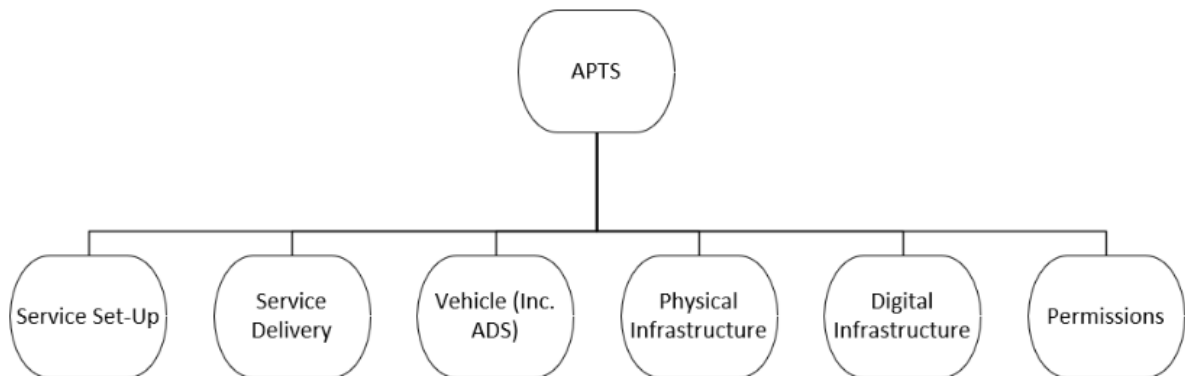 APTS
Service Set-Up
Service
Delivery
Vehicle (Inc.
ADS)
Physical
Infrastructure
Digital
Infrastructure
Permissions